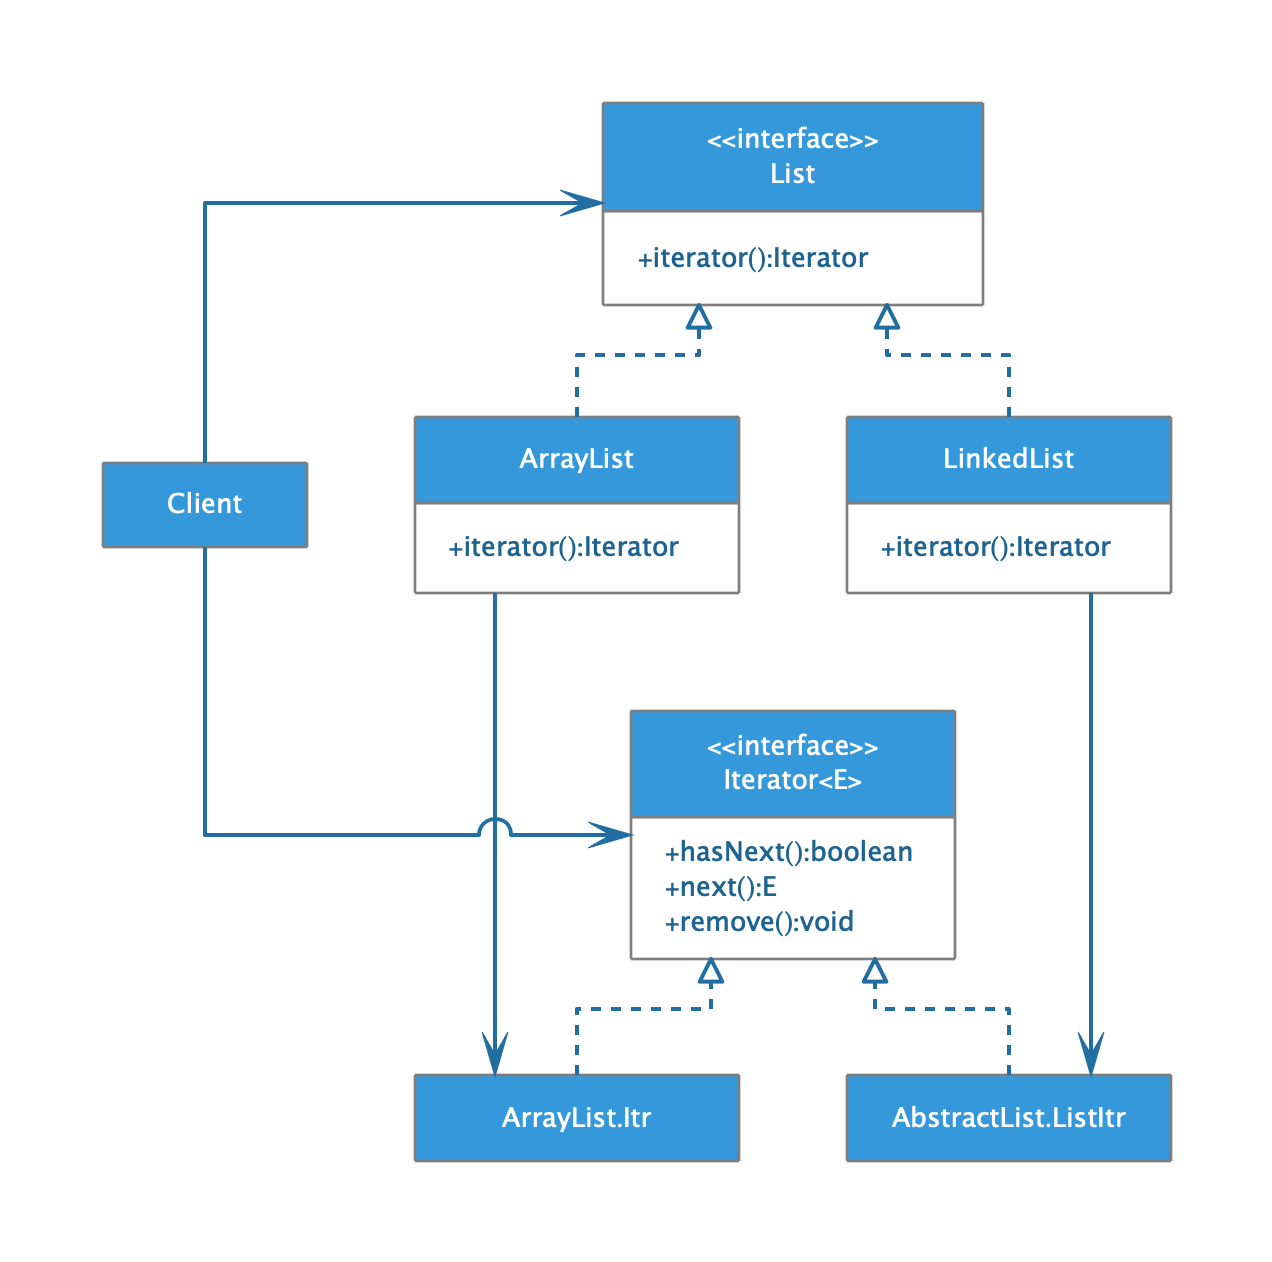 <<interface>>
List
+iterator():Iterator
ArrayList
+iterator():Iterator
LinkedList
+iterator():Iterator
Client
<<interface>>
Iterator<E>
+hasNext():boolean
+next():E
+remove():void
ArrayList.Itr
AbstractList.ListItr